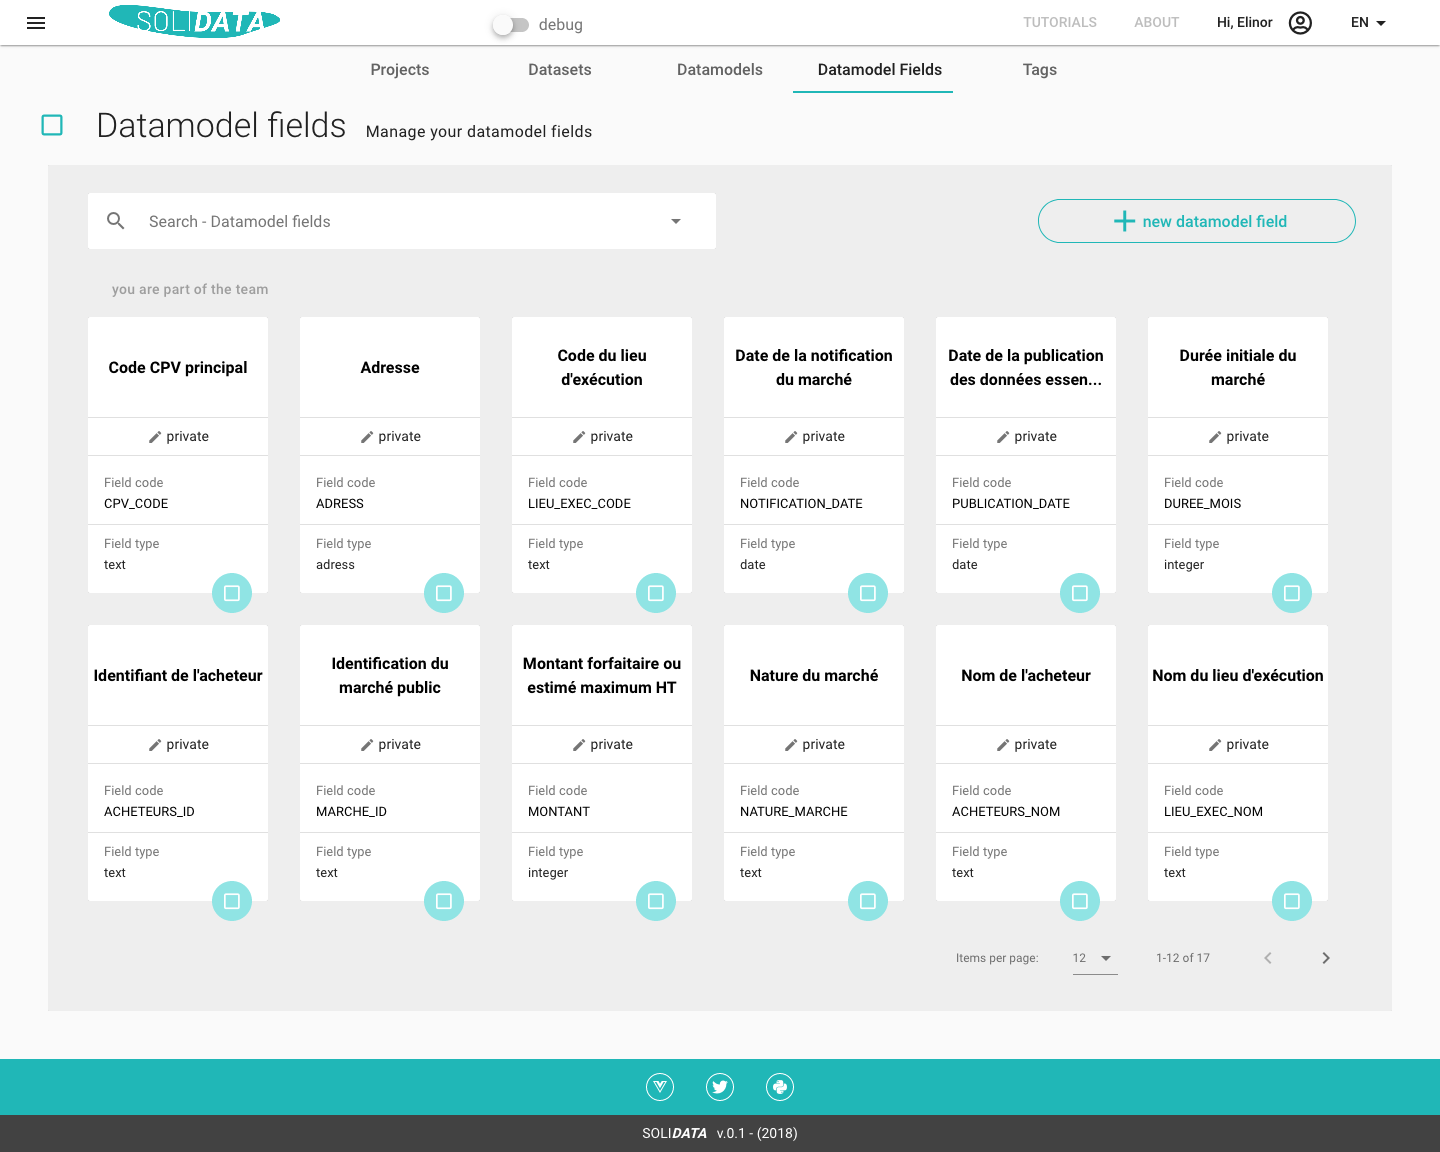 SOLIDATA
debug
TUTORIALS
ABOUT
Hi, Elinor
EN
Projects
Datasets
Datamodels
Datamodel Fields
Tags
Datamodel fields
Manage your datamodel fields
Search - Datamodel fields
new datamodel field
you are part of the team
Code CPV principal
private
Field code
CPV_CODE
Field type
text
Adresse
private
Field code
ADRESS
Field type
adress
Code du lieu
d'exécution
private
Field code
LIEU_EXEC_CODE
Field type
text
Date de la notification
du marché
private
Field code
NOTIFICATION_DATE
Field type
date
Date de la publication
des données essen...
private
Field code
PUBLICATION_DATE
Field type
date
Durée initiale du
marché
private
Field code
DUREE_MOIS
Field type
integer
Identifiant de l'acheteur
private
Field code
ACHETEURS_ID
Field type
text
Identification du
marché public
private
Field code
MARCHE_ID
Field type
text
Montant forfaitaire ou
estimé maximum HT
private
Field code
MONTANT
Field type
integer
Nature du marché
private
Field code
NATURE_MARCHE
Field type
text
Nom de l'acheteur
private
Field code
ACHETEURS_NOM
Field type
text
Nom du lieu d'exécution
private
Field code
LIEU_EXEC_NOM
Field type
text
Items per page:
12
1-12 of 17
SOLIDATA v.0.1 - (2018)